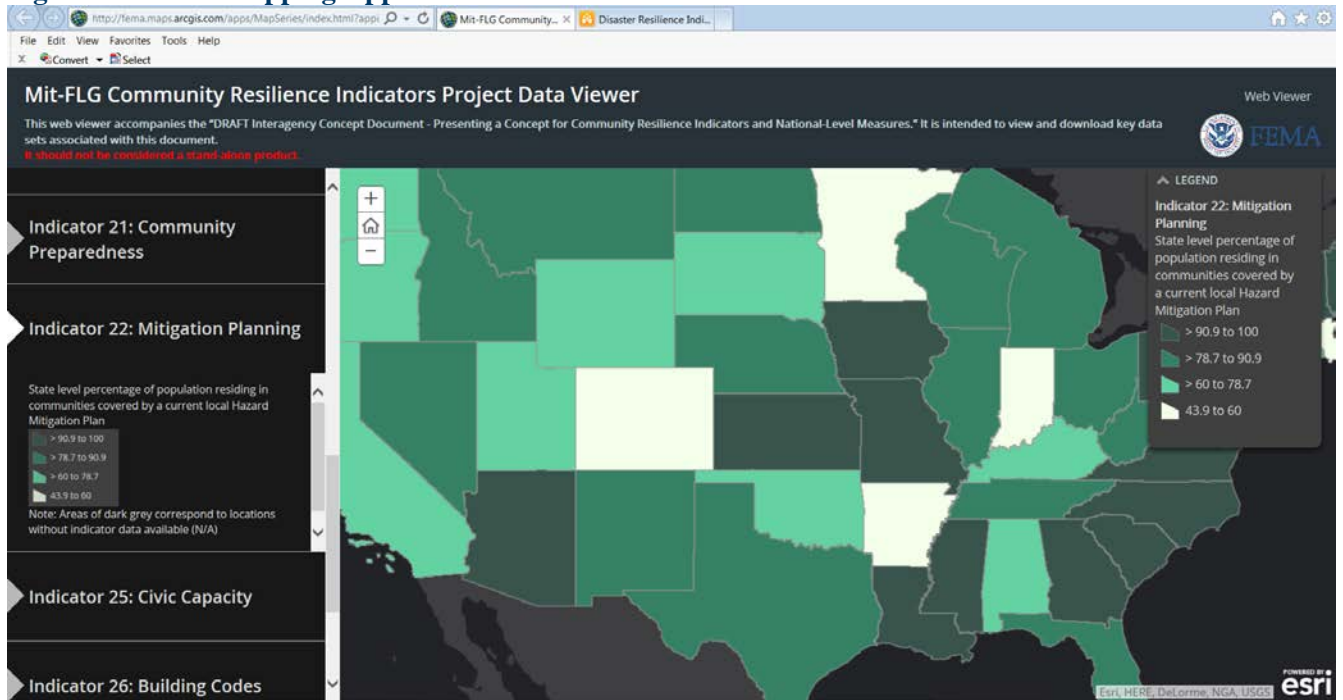 http://fema.maps.arcgis.com/apps/MapSeries/index.html?appi
Mit-FLG Community...
Disaster Resilience Indi...
File Edit View Favorites Tools Help
X Convert Select
Mit-FLG Community Resilience Indicators Project Data Viewer
Web Viewer
This web viewer accompanies the "DRAFT Interagency Concept Document - Presenting a Concept for Community Resilience Indicators and National-Level Measures." It is intended to view and download key data
sets associated with this document.
It should not be considered a stand-alone product.
FEMA
Indicator 21: Community
Preparedness
Indicator 22: Mitigation Planning
State level percentage of population residing in
communities covered by a current local Hazard
Mitigation Plan
> 90.9 to 100
> 78.7 to 90.9
> 60 to 78.7
43.9 to 60
Note: Areas of dark grey correspond to locations
without indicator data available (N/A)
Indicator 25: Civic Capacity
Indicator 26: Building Codes
+
-
LEGEND
Indicator 22: Mitigation
Planning
State level percentage of
population residing in
communities covered by
a current local Hazard
Mitigation Plan
> 90.9 to 100
> 78.7 to 90.9
> 60 to 78.7
43.9 to 60
Esri, HERE, DeLorme, NGA, USGS
POWERED BY
esri